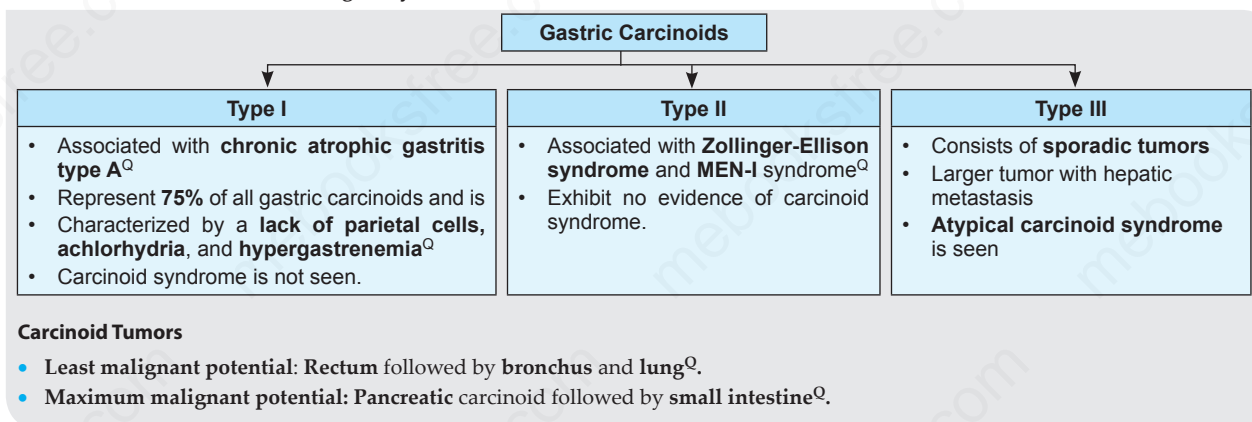 Gastric Carcinoids
Type I
• Associated with chronic atrophic gastritis
type AQ
• Represent 75% of all gastric carcinoids and is
• Characterized by a lack of parietal cells,
achlorhydria, and hypergastrenemiaQ
• Carcinoid syndrome is not seen.
Type II
• Associated with Zollinger-Ellison
syndrome and MEN-I syndromeQ
• Exhibit no evidence of carcinoid
syndrome.
Type III
• Consists of sporadic tumors
• Larger tumor with hepatic
metastasis
• Atypical carcinoid syndrome
is seen
Carcinoid Tumors
• Least malignant potential: Rectum followed by bronchus and lungQ.
• Maximum malignant potential: Pancreatic carcinoid followed by small intestineQ.